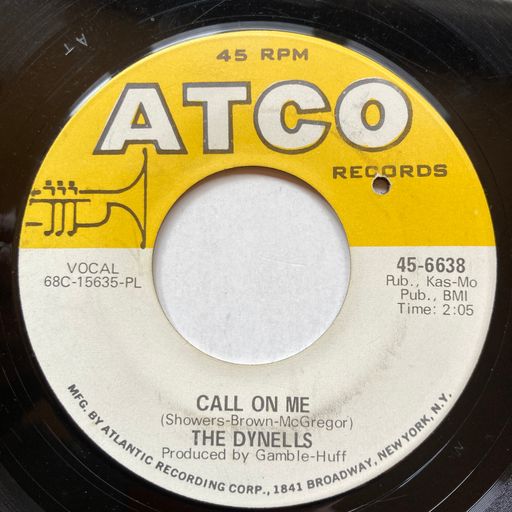 AT
45 RPM
ATCO
RECORDS
VOCAL
68C-15635-PL
45-6638
Pub., Kas-Mo
Pub., BMI
Time: 2:05
CALL ON ME
(Showers-Brown-McGregor)
THE DYNELLS
Produced by Gamble-Huff
MFG. BY ATLANTIC RECORDING CORP., 1841 BROADWAY, NEW YORK, N.Y.